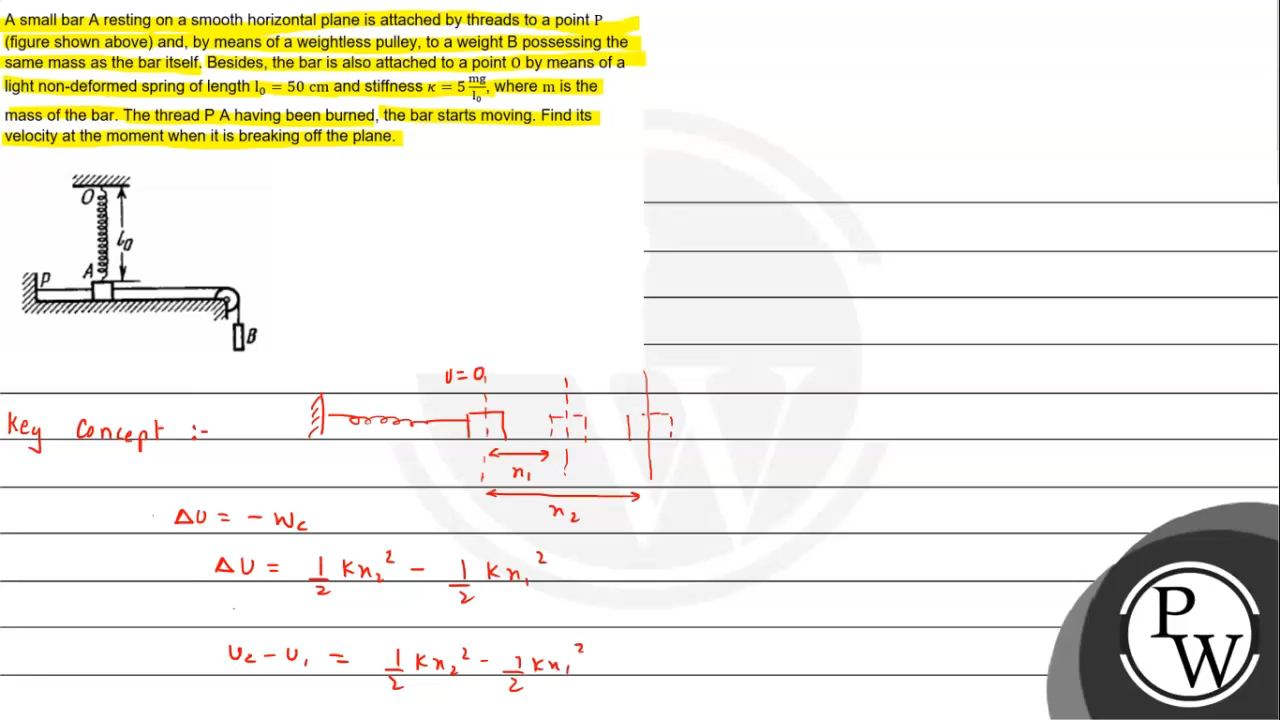 A small bar A resting on a smooth horizontal plane is attached by threads to a point P
(figure shown above) and, by means of a weightless pulley, to a weight B possessing the
same mass as the bar itself. Besides, the bar is also attached to a point O by means of a
light non-deformed spring of length l₀ = 50 cm and stiffness κ = 5 mg/l₀, where m is the
mass of the bar. The thread P A having been burned, the bar starts moving. Find its
velocity at the moment when it is breaking off the plane.
O
l₀
P A
B
U = 0
Key Concept :-
x₁
x₂
ΔU = - Wc
ΔU = 1/2 Kx₂² - 1/2 Kx₁²
U₂ - U₁ = 1/2 Kx₂² - 1/2 Kx₁²
P
W